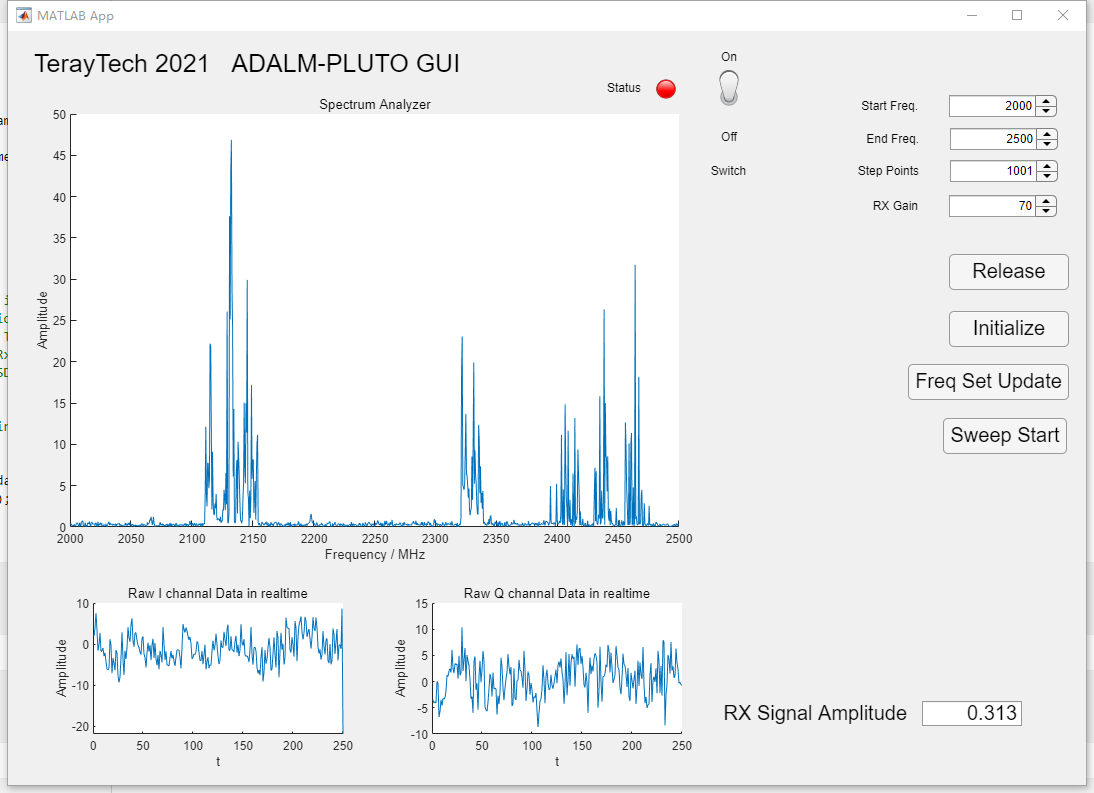 MATLAB App
TerayTech 2021 ADALM-PLUTO GUI
Status
On
Off
Switch
Start Freq. 2000
End Freq. 2500
Step Points 1001
RX Gain 70
Release
Initialize
Freq Set Update
Sweep Start
Spectrum Analyzer
Amplitude
50
45
40
35
30
25
20
15
10
5
0
2000 2050 2100 2150 2200 2250 2300 2350 2400 2450 2500
Frequency / MHz
Raw I channal Data in realtime
Amplitude
10
0
-10
-20
0 50 100 150 200 250
t
Raw Q channal Data in realtime
Amplitude
15
10
5
0
-5
-10
0 50 100 150 200 250
t
RX Signal Amplitude 0.313